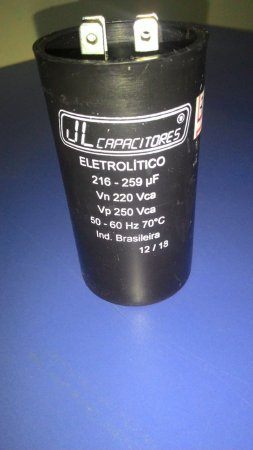 JL CAPACITORES ®
ELETROLÍTICO
216 - 259 µF
Vn 220 Vca
Vp 250 Vca
50 - 60 Hz 70°C
Ind. Brasileira
12 / 18